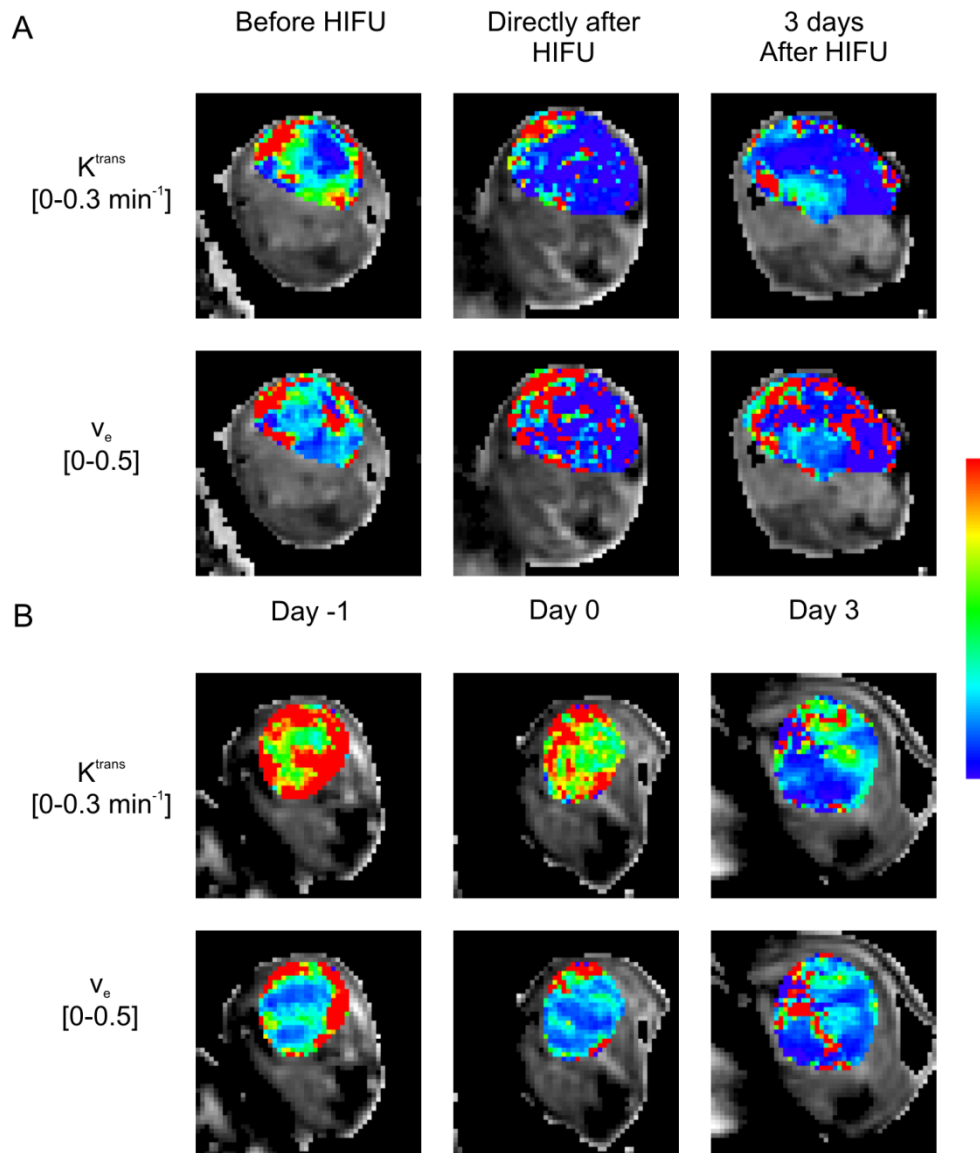 A
Before HIFU
Directly after
HIFU
3 days
After HIFU
K^trans
[0-0.3 min⁻¹]
v_e
[0-0.5]
B
Day -1
Day 0
Day 3
K^trans
[0-0.3 min⁻¹]
v_e
[0-0.5]